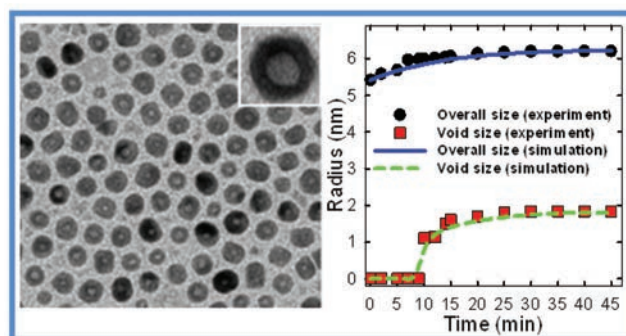 6
5
4
3
2
1
0
Radius (nm)
Overall size (experiment)
Void size (experiment)
Overall size (simulation)
Void size (simulation)
0 5 10 15 20 25 30 35 40 45
Time (min)